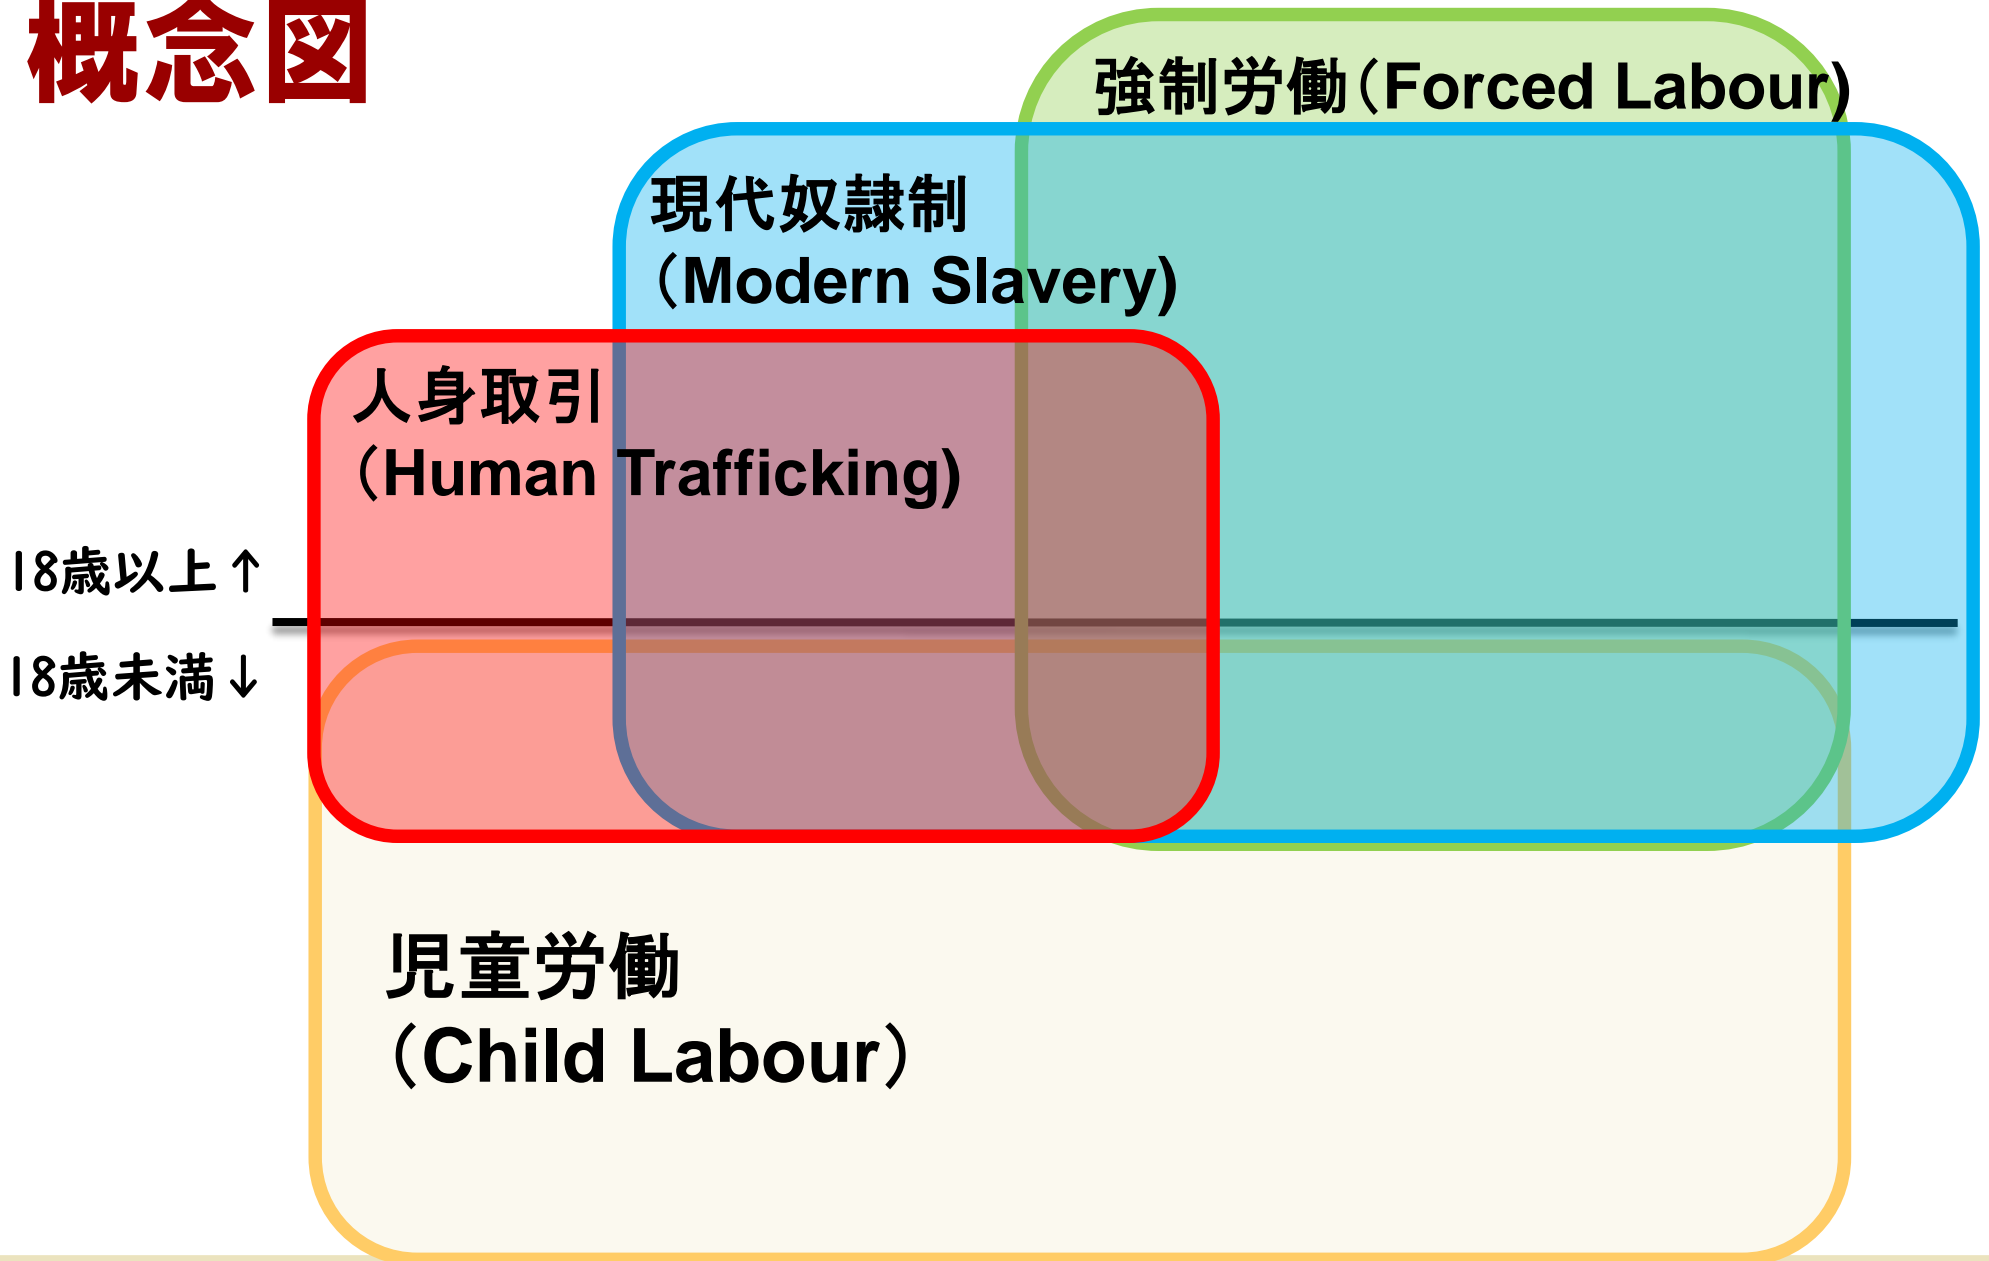 概念図
強制労働（Forced Labour)
現代奴隷制
（Modern Slavery)
人身取引
（Human Trafficking)
18歳以上↑
18歳未満↓
児童労働
（Child Labour）